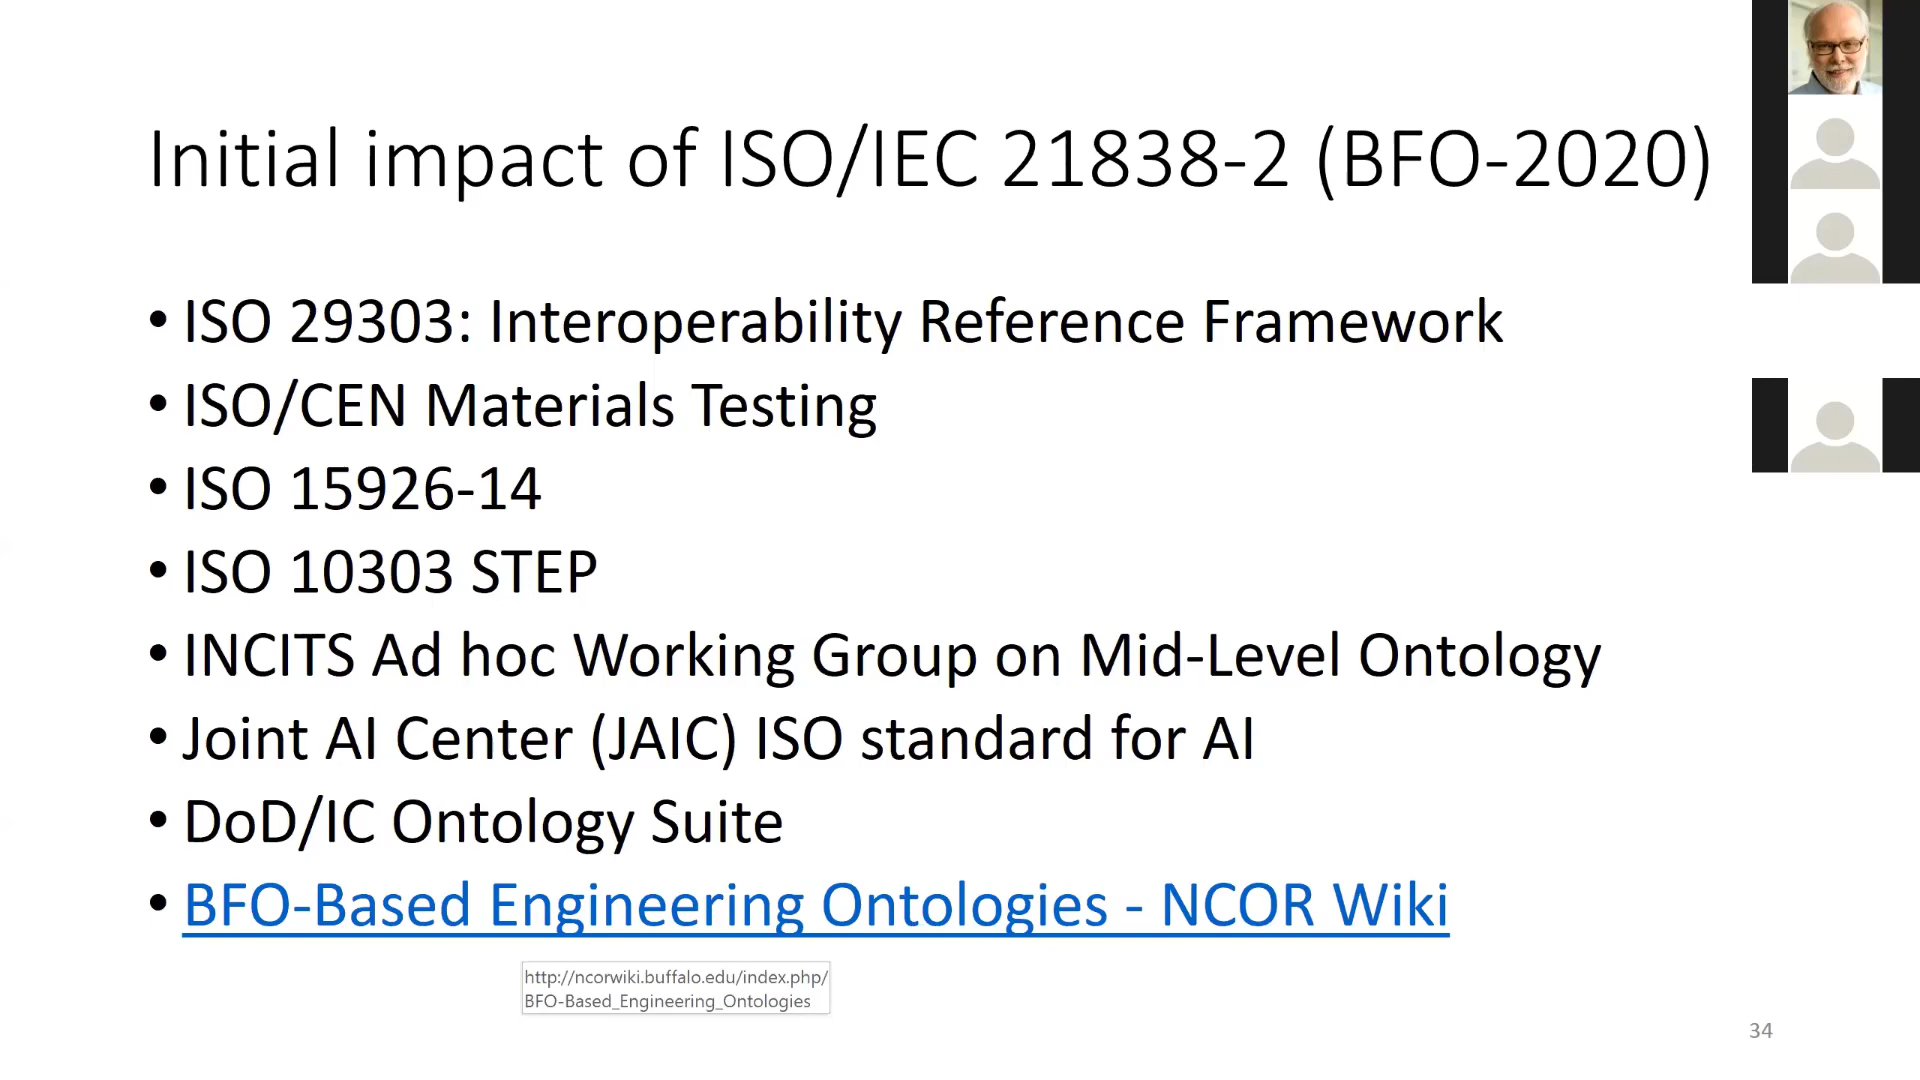 Initial impact of ISO/IEC 21838-2 (BFO-2020)
• ISO 29303: Interoperability Reference Framework
• ISO/CEN Materials Testing
• ISO 15926-14
• ISO 10303 STEP
• INCITS Ad hoc Working Group on Mid-Level Ontology
• Joint AI Center (JAIC) ISO standard for AI
• DoD/IC Ontology Suite
• BFO-Based Engineering Ontologies - NCOR Wiki
http://ncorwiki.buffalo.edu/index.php/
BFO-Based_Engineering_Ontologies
34